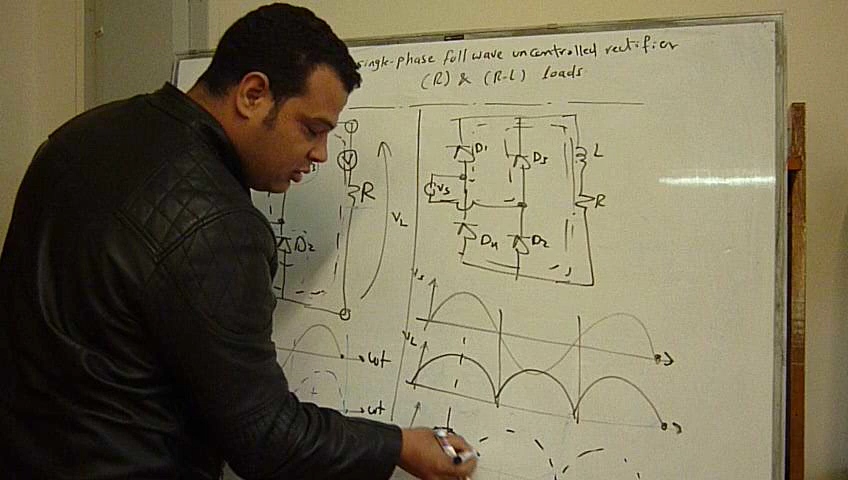 single-phase full wave uncontrolled rectifier
(R) & (R-L) loads
V
R
VL
D2
ωt
ωt
D1
D3
L
Vs
R
D4
D2
Vs
VL